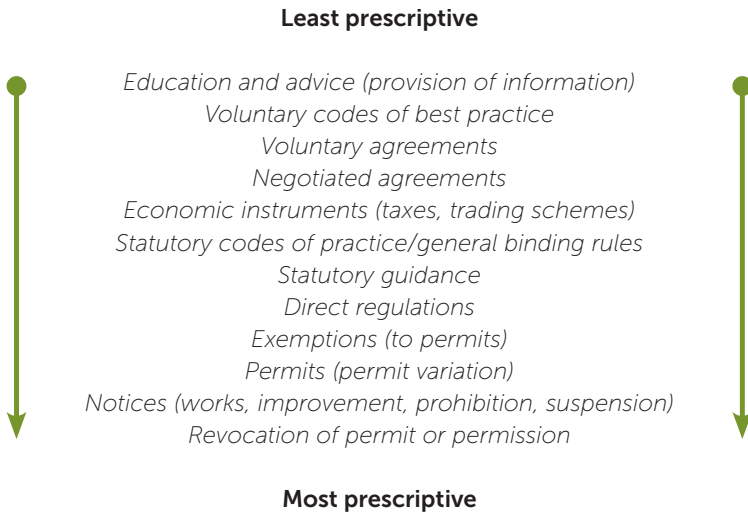 Least prescriptive
Education and advice (provision of information)
Voluntary codes of best practice
Voluntary agreements
Negotiated agreements
Economic instruments (taxes, trading schemes)
Statutory codes of practice/general binding rules
Statutory guidance
Direct regulations
Exemptions (to permits)
Permits (permit variation)
Notices (works, improvement, prohibition, suspension)
Revocation of permit or permission
Most prescriptive